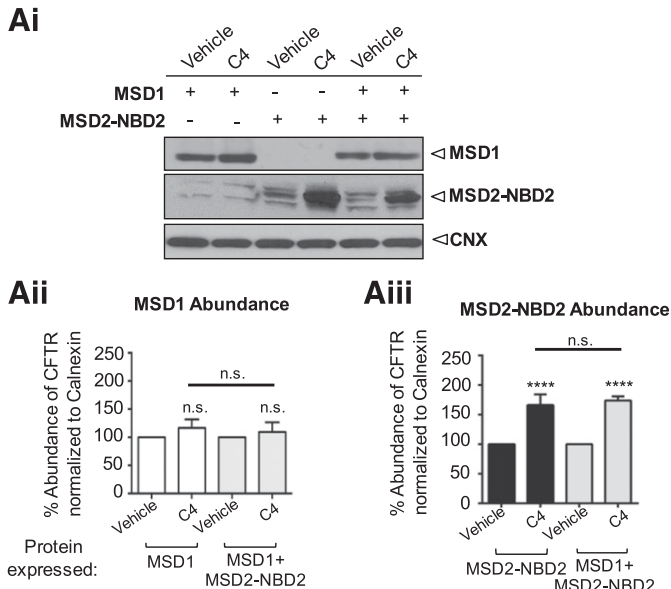 Ai
Vehicle C4 Vehicle C4 Vehicle C4
MSD1 + + - - + +
MSD2-NBD2 - - + + + +
◁MSD1
◁MSD2-NBD2
◁CNX
Aii
MSD1 Abundance
% Abundance of CFTR
normalized to Calnexin
250
200
150
100
50
0
n.s.
n.s.
n.s.
Vehicle C4 Vehicle C4
Protein
expressed:
MSD1
MSD1+
MSD2-NBD2
Aiii
MSD2-NBD2 Abundance
% Abundance of CFTR
normalized to Calnexin
250
200
150
100
50
0
n.s.
****
****
Vehicle C4 Vehicle C4
MSD2-NBD2
MSD1+
MSD2-NBD2